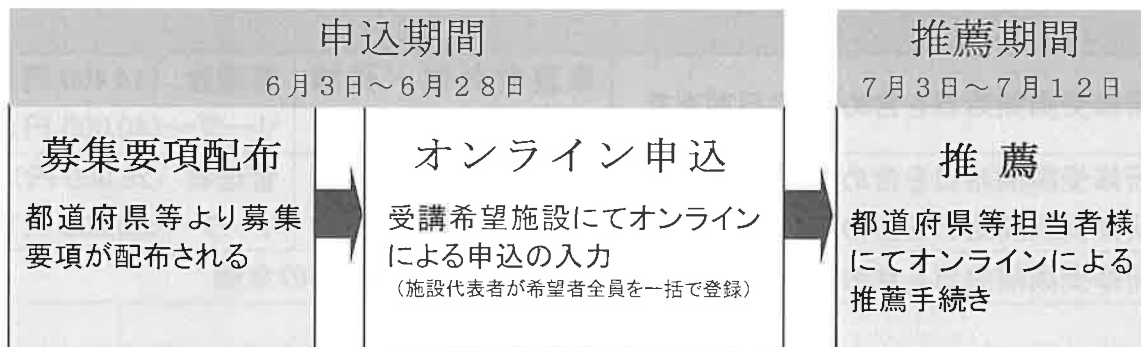 申込期間
6月3日～6月28日
募集要項配布
都道府県等より募集
要項が配布される
オンライン申込
受講希望施設にてオンライン
による申込の入力
（施設代表者が希望者全員を一括で登録）
推薦期間
7月3日～7月12日
推薦
都道府県等担当者様
にてオンラインによる
推薦手続き